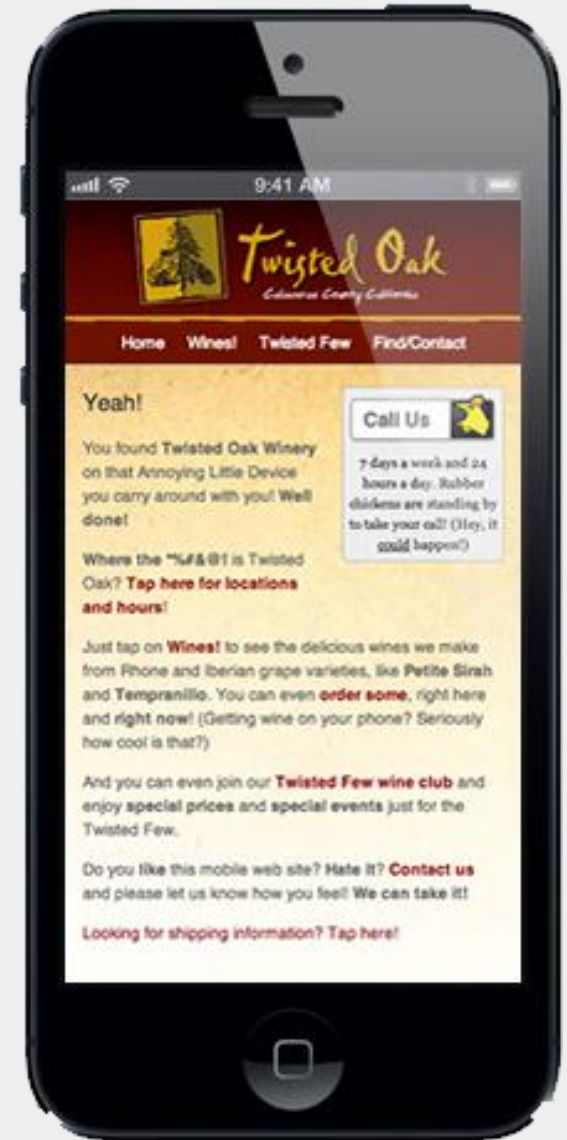 9:41 AM
Twisted Oak
Calaveras County California
Home Wines! Twisted Few Find/Contact
Yeah!
You found Twisted Oak Winery
on that Annoying Little Device
you carry around with you! Well
done!
Where the *%#&@! is Twisted
Oak? Tap here for locations
and hours!
Call Us
7 days a week and 24
hours a day. Rubber
chickens are standing by
to take your call! (Hey, it
could happen!)
Just tap on Wines! to see the delicious wines we make
from Rhone and Iberian grape varieties, like Petite Sirah
and Tempranillo. You can even order some, right here
and right now! (Getting wine on your phone? Seriously
how cool is that?)
And you can even join our Twisted Few wine club and
enjoy special prices and special events just for the
Twisted Few.
Do you like this mobile web site? Hate it? Contact us
and please let us know how you feel! We can take it!
Looking for shipping information? Tap here!